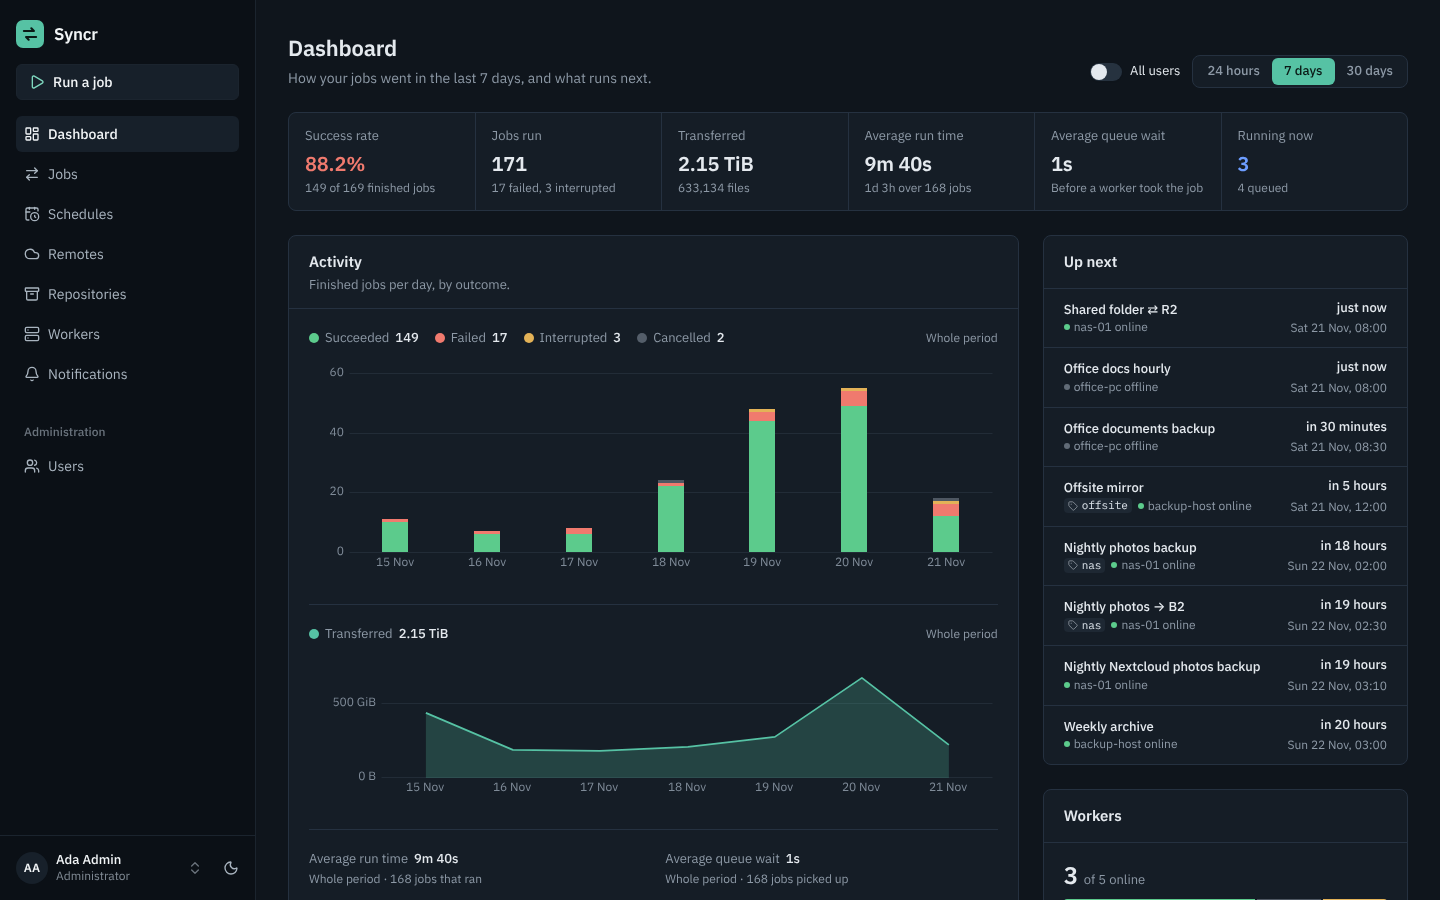 Syncr
Run a job
Dashboard
Jobs
Schedules
Remotes
Repositories
Workers
Notifications
Administration
Users
AA
Ada Admin
Administrator
Dashboard
How your jobs went in the last 7 days, and what runs next.
All users
24 hours
7 days
30 days
Success rate
88.2%
149 of 169 finished jobs
Jobs run
171
17 failed, 3 interrupted
Transferred
2.15 TiB
633,134 files
Average run time
9m 40s
1d 3h over 168 jobs
Average queue wait
1s
Before a worker took the job
Running now
3
4 queued
Activity
Finished jobs per day, by outcome.
Succeeded 149 Failed 17 Interrupted 3 Cancelled 2 Whole period
60
40
20
0
15 Nov 16 Nov 17 Nov 18 Nov 19 Nov 20 Nov 21 Nov
Transferred 2.15 TiB Whole period
500 GiB
0 B
15 Nov 16 Nov 17 Nov 18 Nov 19 Nov 20 Nov 21 Nov
Average run time 9m 40s
Whole period · 168 jobs that ran
Average queue wait 1s
Whole period · 168 jobs picked up
Up next
Shared folder ⇄ R2 just now
nas-01 online Sat 21 Nov, 08:00
Office docs hourly just now
office-pc offline Sat 21 Nov, 08:00
Office documents backup in 30 minutes
office-pc offline Sat 21 Nov, 08:30
Offsite mirror in 5 hours
offsite backup-host online Sat 21 Nov, 12:00
Nightly photos backup in 18 hours
nas nas-01 online Sun 22 Nov, 02:00
Nightly photos → B2 in 19 hours
nas nas-01 online Sun 22 Nov, 02:30
Nightly Nextcloud photos backup in 19 hours
nas-01 online Sun 22 Nov, 03:10
Weekly archive in 20 hours
backup-host online Sun 22 Nov, 03:00
Workers
3 of 5 online